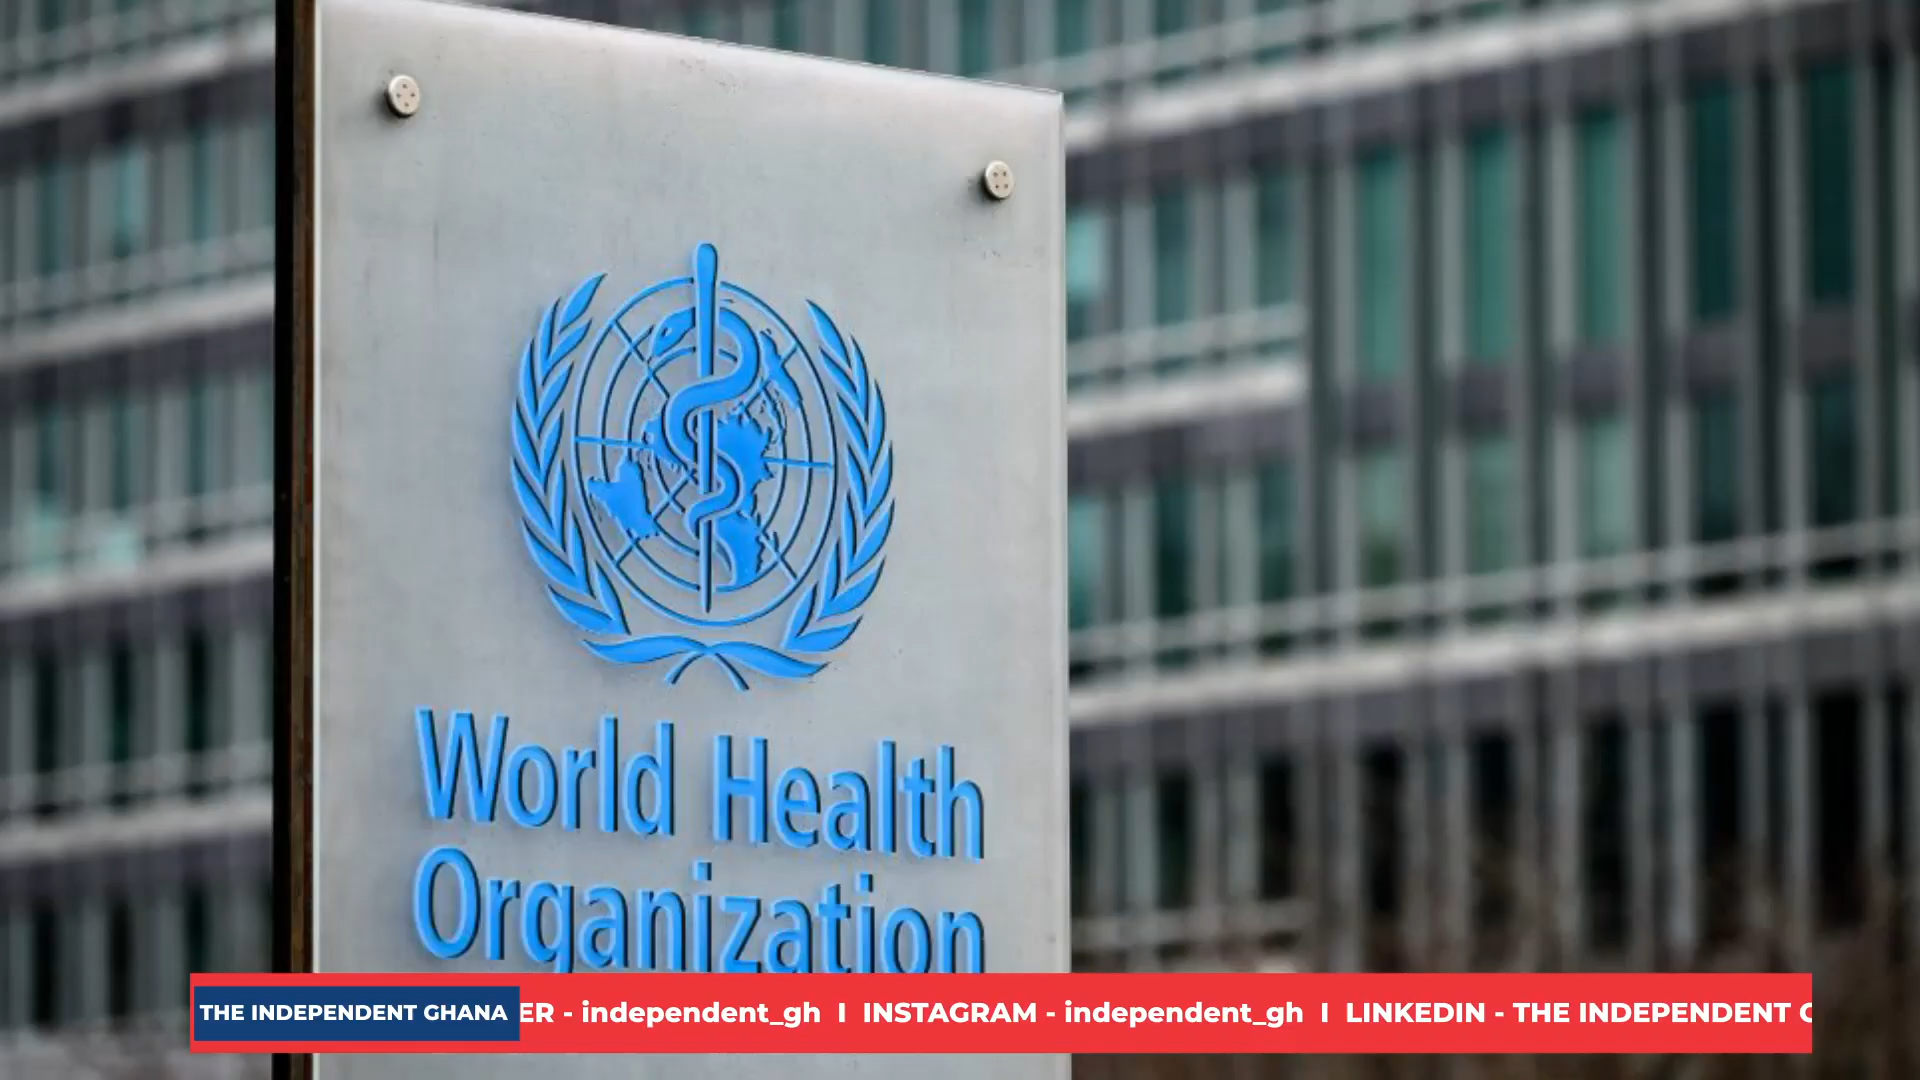 World Health
Organization
THE INDEPENDENT GHANA
ER - independent_gh I INSTAGRAM - independent_gh I LINKEDIN - THE INDEPENDENT